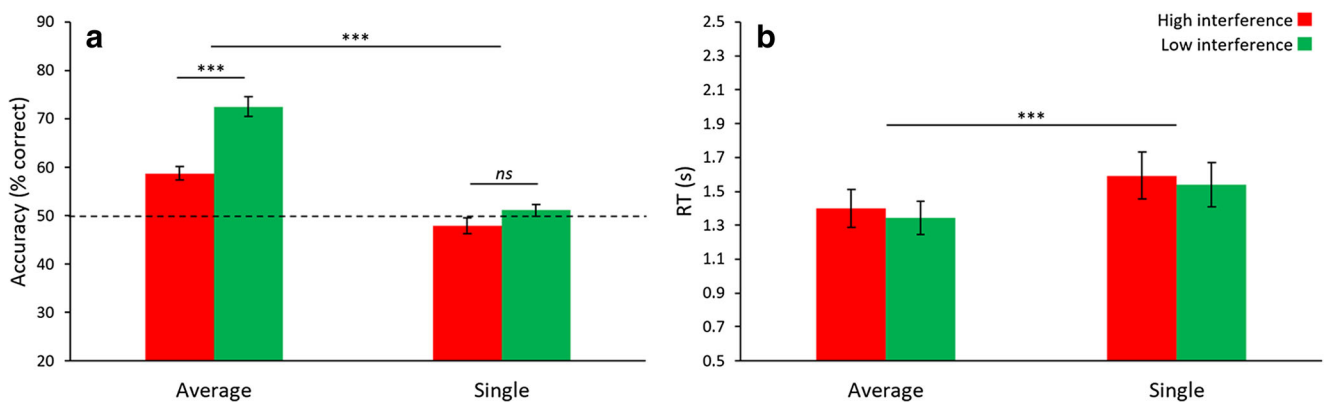 a
Accuracy (% correct)
90
80
70
60
50
40
30
20
***
***
ns
Average
Single
b
High interference
Low interference
RT (s)
2.5
2.3
2.1
1.9
1.7
1.5
1.3
1.1
0.9
0.7
0.5
***
Average
Single